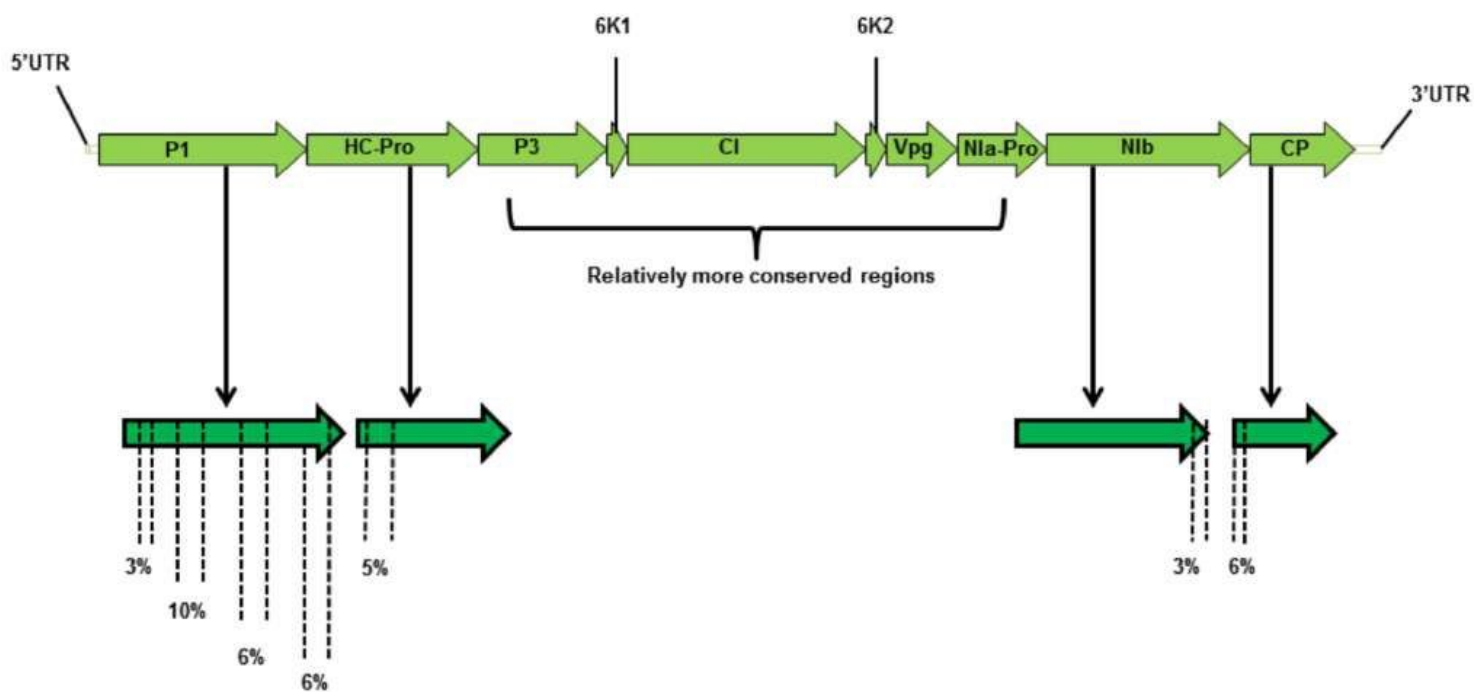 6K1
6K2
5'UTR
3'UTR
P1
HC-Pro
P3
CI
Vpg
NIa-Pro
NIb
CP
Relatively more conserved regions
3%
5%
3%
6%
10%
6%
6%